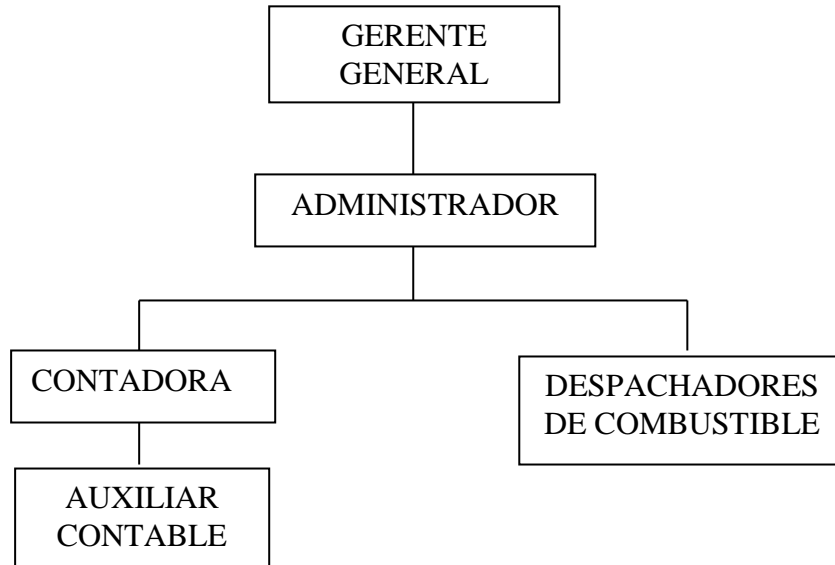 GERENTE
GENERAL
ADMINISTRADOR
CONTADORA
DESPACHADORES
DE COMBUSTIBLE
AUXILIAR
CONTABLE